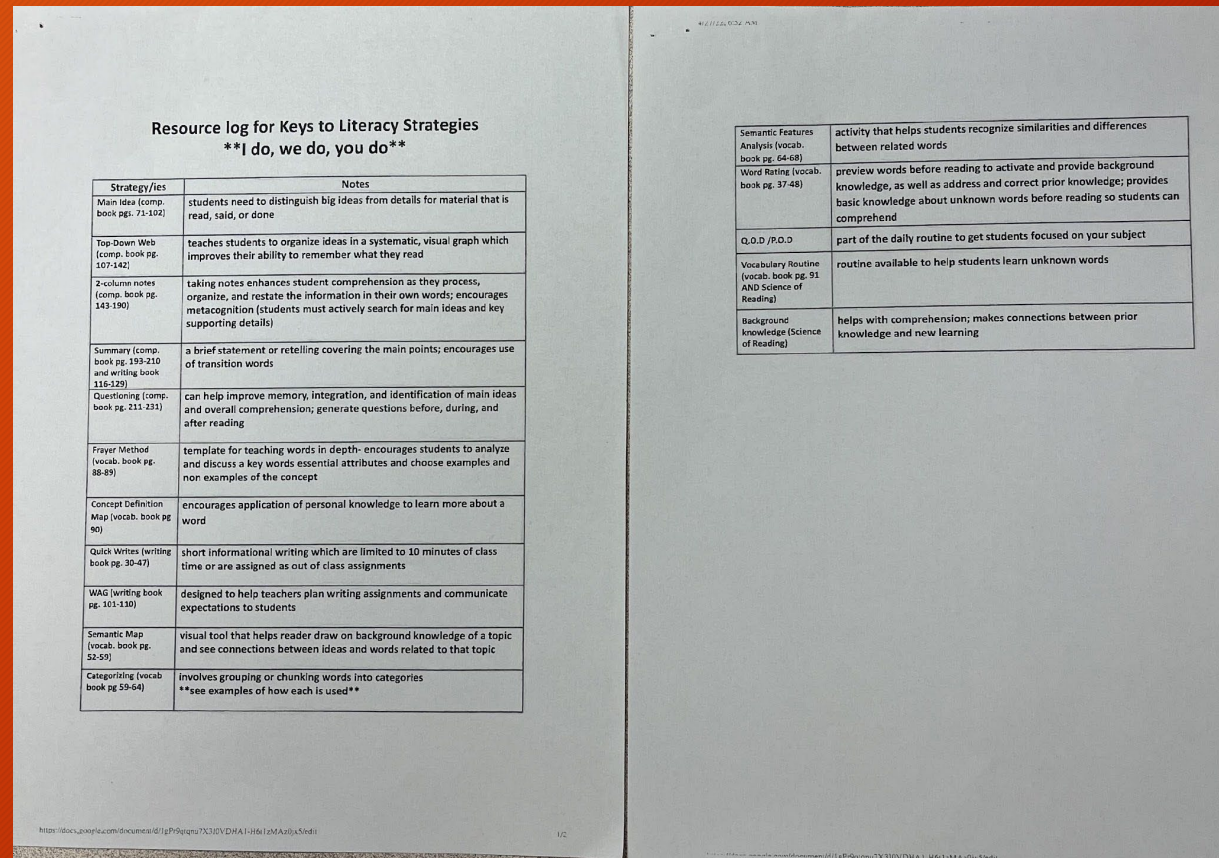 Resource log for Keys to Literacy Strategies
**I do, we do, you do**
Strategy/ies
Notes
Main Idea (comp.
book pgs. 71-102)
students need to distinguish big ideas from details for material that is
read, said, or done
Top-Down Web
(comp. book pg.
107-142)
teaches students to organize ideas in a systematic, visual graph which
improves their ability to remember what they read
2-column notes
(comp. book pg.
143-190)
taking notes enhances student comprehension as they process,
organize, and restate the information in their own words; encourages
metacognition (students must actively search for main ideas and key
supporting details)
Summary (comp.
book pg. 193-210
and writing book
116-129)
a brief statement or retelling covering the main points; encourages use
of transition words
Questioning (comp.
book pg. 211-231)
can help improve memory, integration, and identification of main ideas
and overall comprehension; generate questions before, during, and
after reading
Frayer Method
(vocab. book pg.
88-89)
template for teaching words in depth- encourages students to analyze
and discuss a key words essential attributes and choose examples and
non examples of the concept
Concept Definition
Map (vocab. book pg
90)
encourages application of personal knowledge to learn more about a
word
Quick Writes (writing
book pg. 30-47)
short informational writing which are limited to 10 minutes of class
time or are assigned as out of class assignments
WAG (writing book
pg. 101-110)
designed to help teachers plan writing assignments and communicate
expectations to students
Semantic Map
(vocab. book pg.
52-59)
visual tool that helps reader draw on background knowledge of a topic
and see connections between ideas and words related to that topic
Categorizing (vocab
book pg 59-64)
involves grouping or chunking words into categories
**see examples of how each is used**
1/2
Semantic Features
Analysis (vocab.
book pg. 64-68)
activity that helps students recognize similarities and differences
between related words
Word Rating (vocab.
book pg. 37-48)
preview words before reading to activate and provide background
knowledge, as well as address and correct prior knowledge; provides
basic knowledge about unknown words before reading so students can
comprehend
Q.O.D /P.O.D
part of the daily routine to get students focused on your subject
Vocabulary Routine
(vocab. book pg. 91
AND Science of
Reading)
routine available to help students learn unknown words
Background
knowledge (Science
of Reading)
helps with comprehension; makes connections between prior
knowledge and new learning